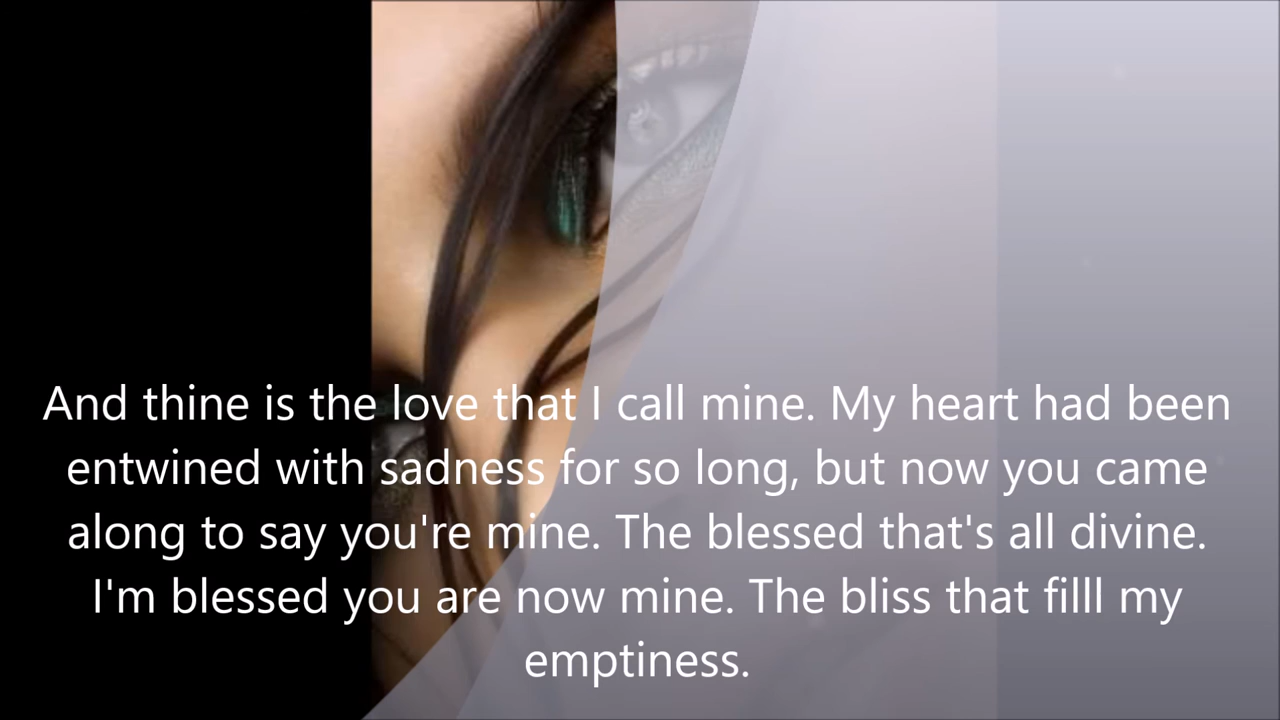 And thine is the love that I call mine. My heart had been
entwined with sadness for so long, but now you came
along to say you're mine. The blessed that's all divine.
I'm blessed you are now mine. The bliss that filll my
emptiness.